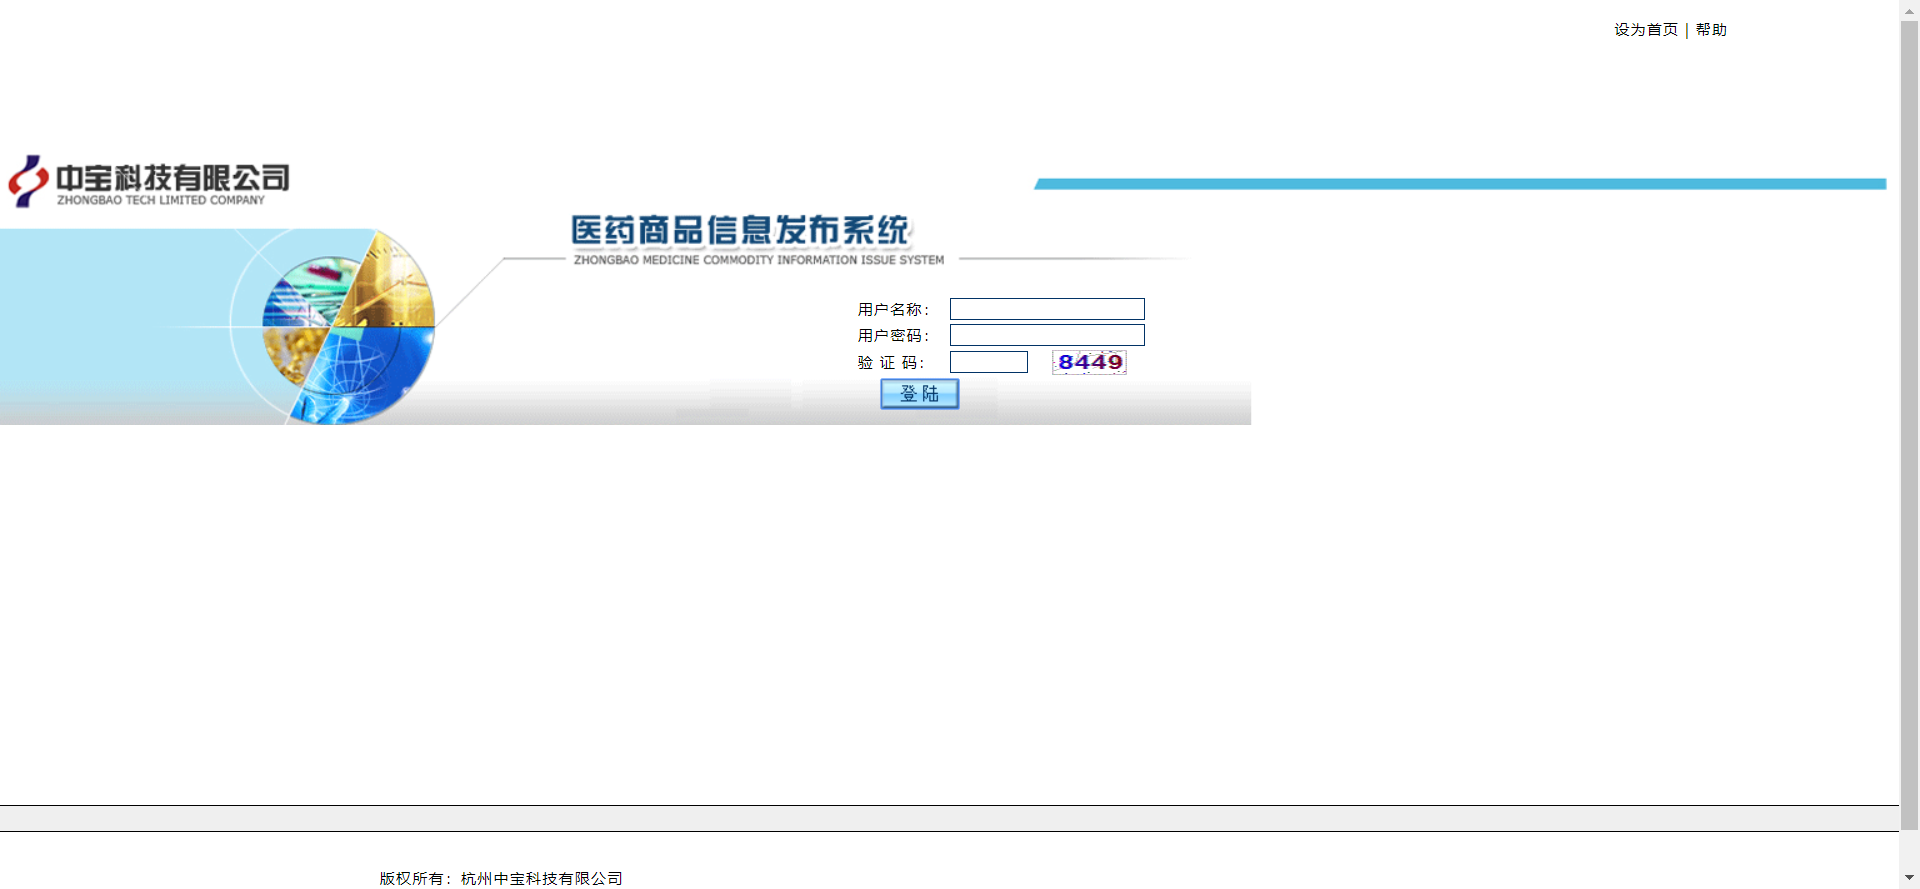 设为首页 | 帮助
中宝科技有限公司
ZHONGBAO TECH LIMITED COMPANY
医药商品信息发布系统
ZHONGBAO MEDICINE COMMODITY INFORMATION ISSUE SYSTEM
用户名称：
用户密码：
验 证 码： 8449
登 陆
版权所有：杭州中宝科技有限公司